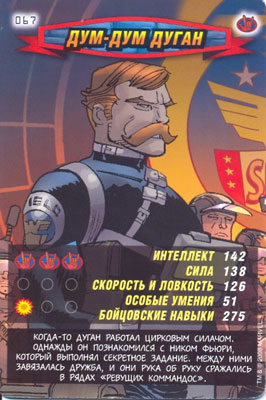 067
ДУМ-ДУМ ДУГАН
ИНТЕЛЛЕКТ 142
СИЛА 138
СКОРОСТЬ И ЛОВКОСТЬ 126
ОСОБЫЕ УМЕНИЯ 51
БОЙЦОВСКИЕ НАВЫКИ 275
КОГДА-ТО ДУГАН РАБОТАЛ ЦИРКОВЫМ СИЛАЧОМ.
ОДНАЖДЫ ОН ПОЗНАКОМИЛСЯ С НИКОМ ФЬЮРИ,
КОТОРЫЙ ВЫПОЛНЯЛ СЕКРЕТНОЕ ЗАДАНИЕ. МЕЖДУ НИМИ
ЗАВЯЗАЛАСЬ ДРУЖБА, И ОНИ РУКА ОБ РУКУ СРАЖАЛИСЬ
В РЯДАХ «РЕВУЩИХ КОММАНДОС».